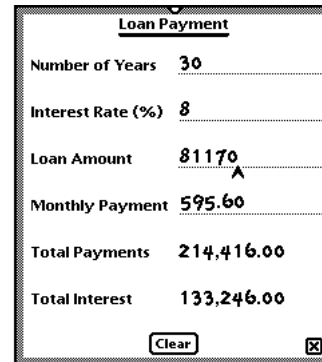 Loan Payment
Number of Years 30
Interest Rate (%) 8
Loan Amount 81170
Monthly Payment 595.60
Total Payments 214,416.00
Total Interest 133,246.00
Clear